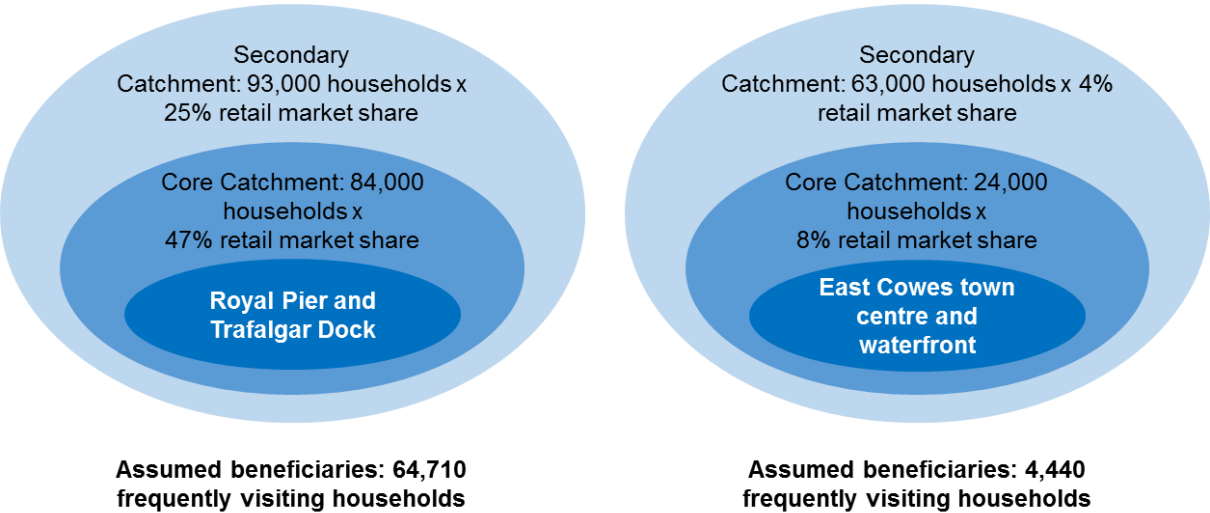 Secondary
Catchment: 93,000 households x
25% retail market share
Core Catchment: 84,000
households x
47% retail market share
Royal Pier and
Trafalgar Dock
Assumed beneficiaries: 64,710
frequently visiting households
Secondary
Catchment: 63,000 households x 4%
retail market share
Core Catchment: 24,000
households x
8% retail market share
East Cowes town
centre and
waterfront
Assumed beneficiaries: 4,440
frequently visiting households